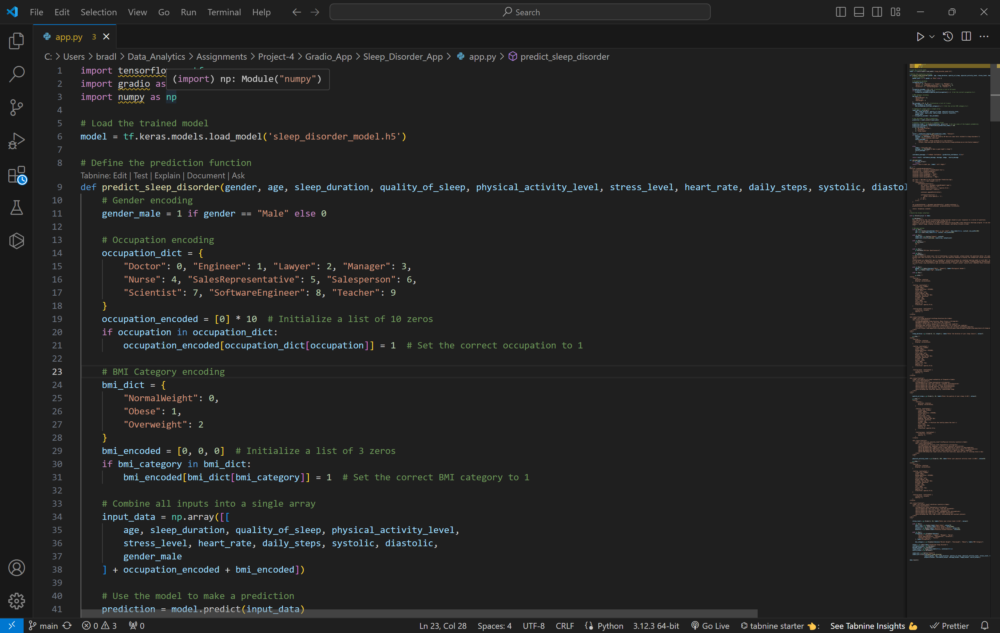 File Edit Selection View Go Run Terminal Help Search
app.py 3
C: > Users > bradl > Data_Analytics > Assignments > Project-4 > Gradio_App > Sleep_Disorder_App > app.py > predict_sleep_disorder
1 import tensorflo
(import) np: Module("numpy")
2 import gradio as
3 import numpy as np
4
5 # Load the trained model
6 model = tf.keras.models.load_model('sleep_disorder_model.h5')
7
8 # Define the prediction function
Tabnine: Edit | Test | Explain | Document | Ask
9 def predict_sleep_disorder(gender, age, sleep_duration, quality_of_sleep, physical_activity_level, stress_level, heart_rate, daily_steps, systolic, diastol
10 # Gender encoding
11 gender_male = 1 if gender == "Male" else 0
12
13 # Occupation encoding
14 occupation_dict = {
15 "Doctor": 0, "Engineer": 1, "Lawyer": 2, "Manager": 3,
16 "Nurse": 4, "SalesRepresentative": 5, "Salesperson": 6,
17 "Scientist": 7, "SoftwareEngineer": 8, "Teacher": 9
18 }
19 occupation_encoded = [0] * 10 # Initialize a list of 10 zeros
20 if occupation in occupation_dict:
21 occupation_encoded[occupation_dict[occupation]] = 1 # Set the correct occupation to 1
22
23 # BMI Category encoding
24 bmi_dict = {
25 "NormalWeight": 0,
26 "Obese": 1,
27 "Overweight": 2
28 }
29 bmi_encoded = [0, 0, 0] # Initialize a list of 3 zeros
30 if bmi_category in bmi_dict:
31 bmi_encoded[bmi_dict[bmi_category]] = 1 # Set the correct BMI category to 1
32
33 # Combine all inputs into a single array
34 input_data = np.array([[
35 age, sleep_duration, quality_of_sleep, physical_activity_level,
36 stress_level, heart_rate, daily_steps, systolic, diastolic,
37 gender_male
38 ] + occupation_encoded + bmi_encoded])
39
40 # Use the model to make a prediction
41 prediction = model.predict(input_data)
main 0 3 0 Ln 23, Col 28 Spaces: 4 UTF-8 CRLF Python 3.12.3 64-bit Go Live tabnine starter 👈: See Tabnine Insights 💪 Prettier